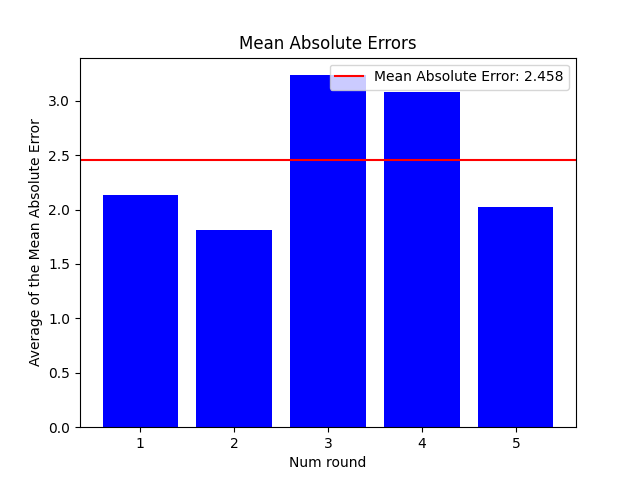 Mean Absolute Errors
Mean Absolute Error: 2.458
Average of the Mean Absolute Error
3.0
2.5
2.0
1.5
1.0
0.5
0.0
1 2 3 4 5
Num round